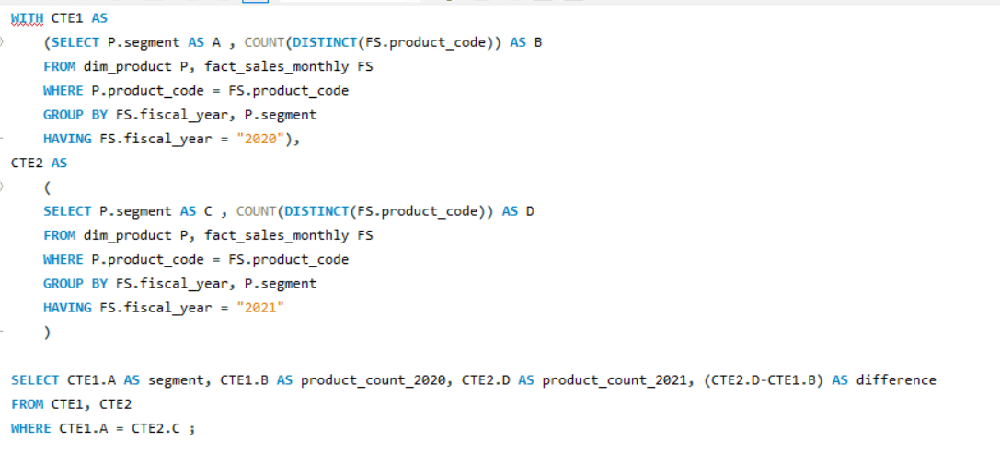 WITH CTE1 AS
(SELECT P.segment AS A , COUNT(DISTINCT(FS.product_code)) AS B
FROM dim_product P, fact_sales_monthly FS
WHERE P.product_code = FS.product_code
GROUP BY FS.fiscal_year, P.segment
HAVING FS.fiscal_year = "2020"),
CTE2 AS
(
SELECT P.segment AS C , COUNT(DISTINCT(FS.product_code)) AS D
FROM dim_product P, fact_sales_monthly FS
WHERE P.product_code = FS.product_code
GROUP BY FS.fiscal_year, P.segment
HAVING FS.fiscal_year = "2021"
)
SELECT CTE1.A AS segment, CTE1.B AS product_count_2020, CTE2.D AS product_count_2021, (CTE2.D-CTE1.B) AS difference
FROM CTE1, CTE2
WHERE CTE1.A = CTE2.C ;